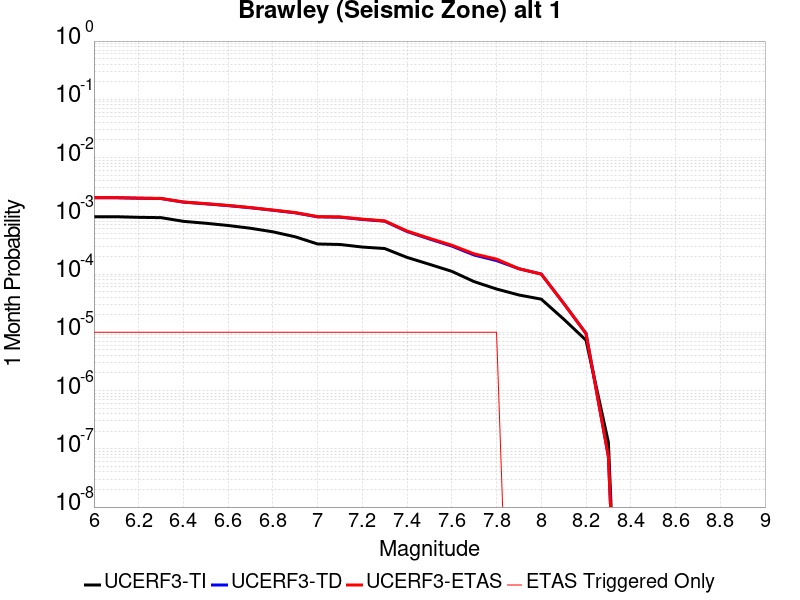 Brawley (Seismic Zone) alt 1
10^0
10^-1
10^-2
10^-3
10^-4
10^-5
10^-6
10^-7
10^-8
1 Month Probability
6 6.2 6.4 6.6 6.8 7 7.2 7.4 7.6 7.8 8 8.2 8.4 8.6 8.8 9
Magnitude
UCERF3-TI UCERF3-TD UCERF3-ETAS ETAS Triggered Only